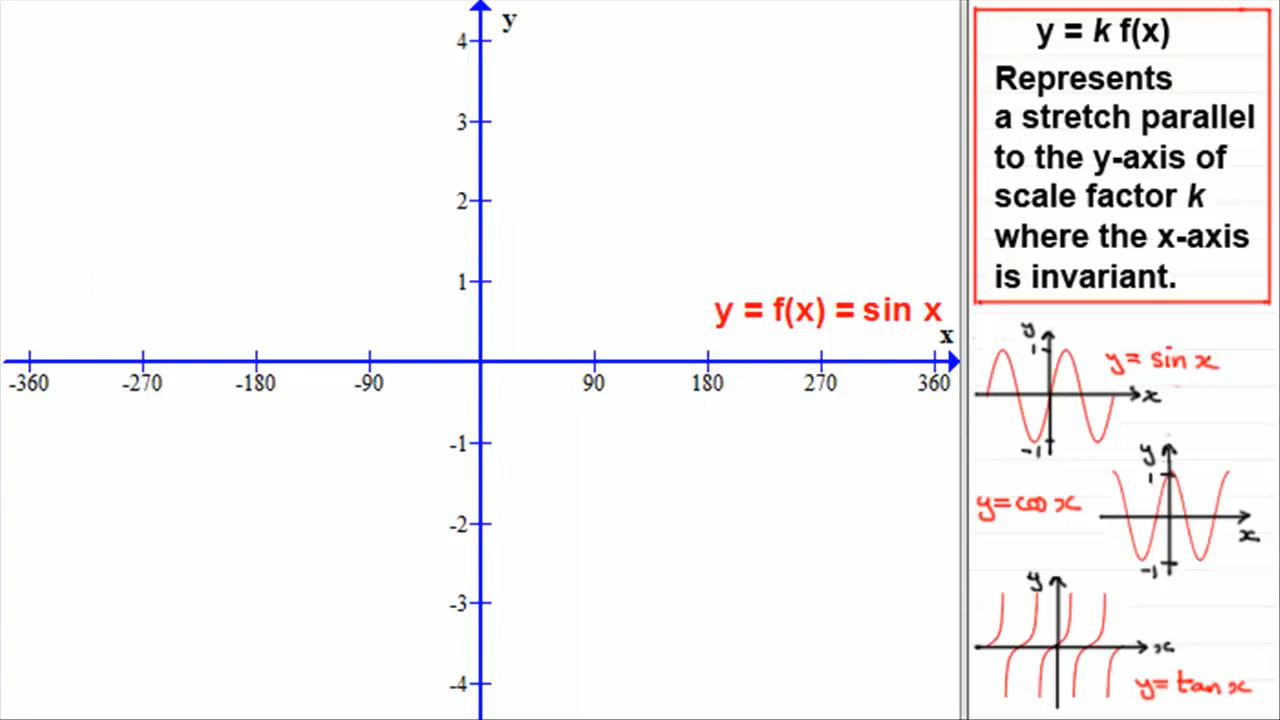 y
4
3
2
1
y = f(x) = sin x
x
-360 -270 -180 -90 90 180 270 360
-1
-2
-3
-4
y = k f(x)
Represents
a stretch parallel
to the y-axis of
scale factor k
where the x-axis
is invariant.
y
1
y = sin x
x
-1
y
1
y = cos x
x
-1
y
x
y = tan x